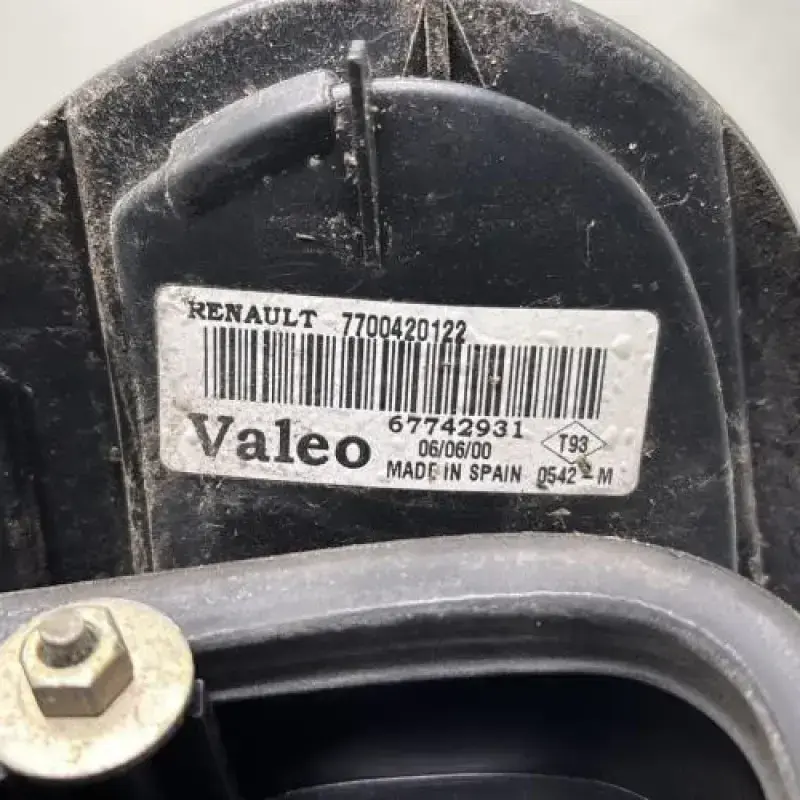 RENAULT 7700420122
Valeo 67742931
06/06/00 T93
MADE IN SPAIN 0542-M